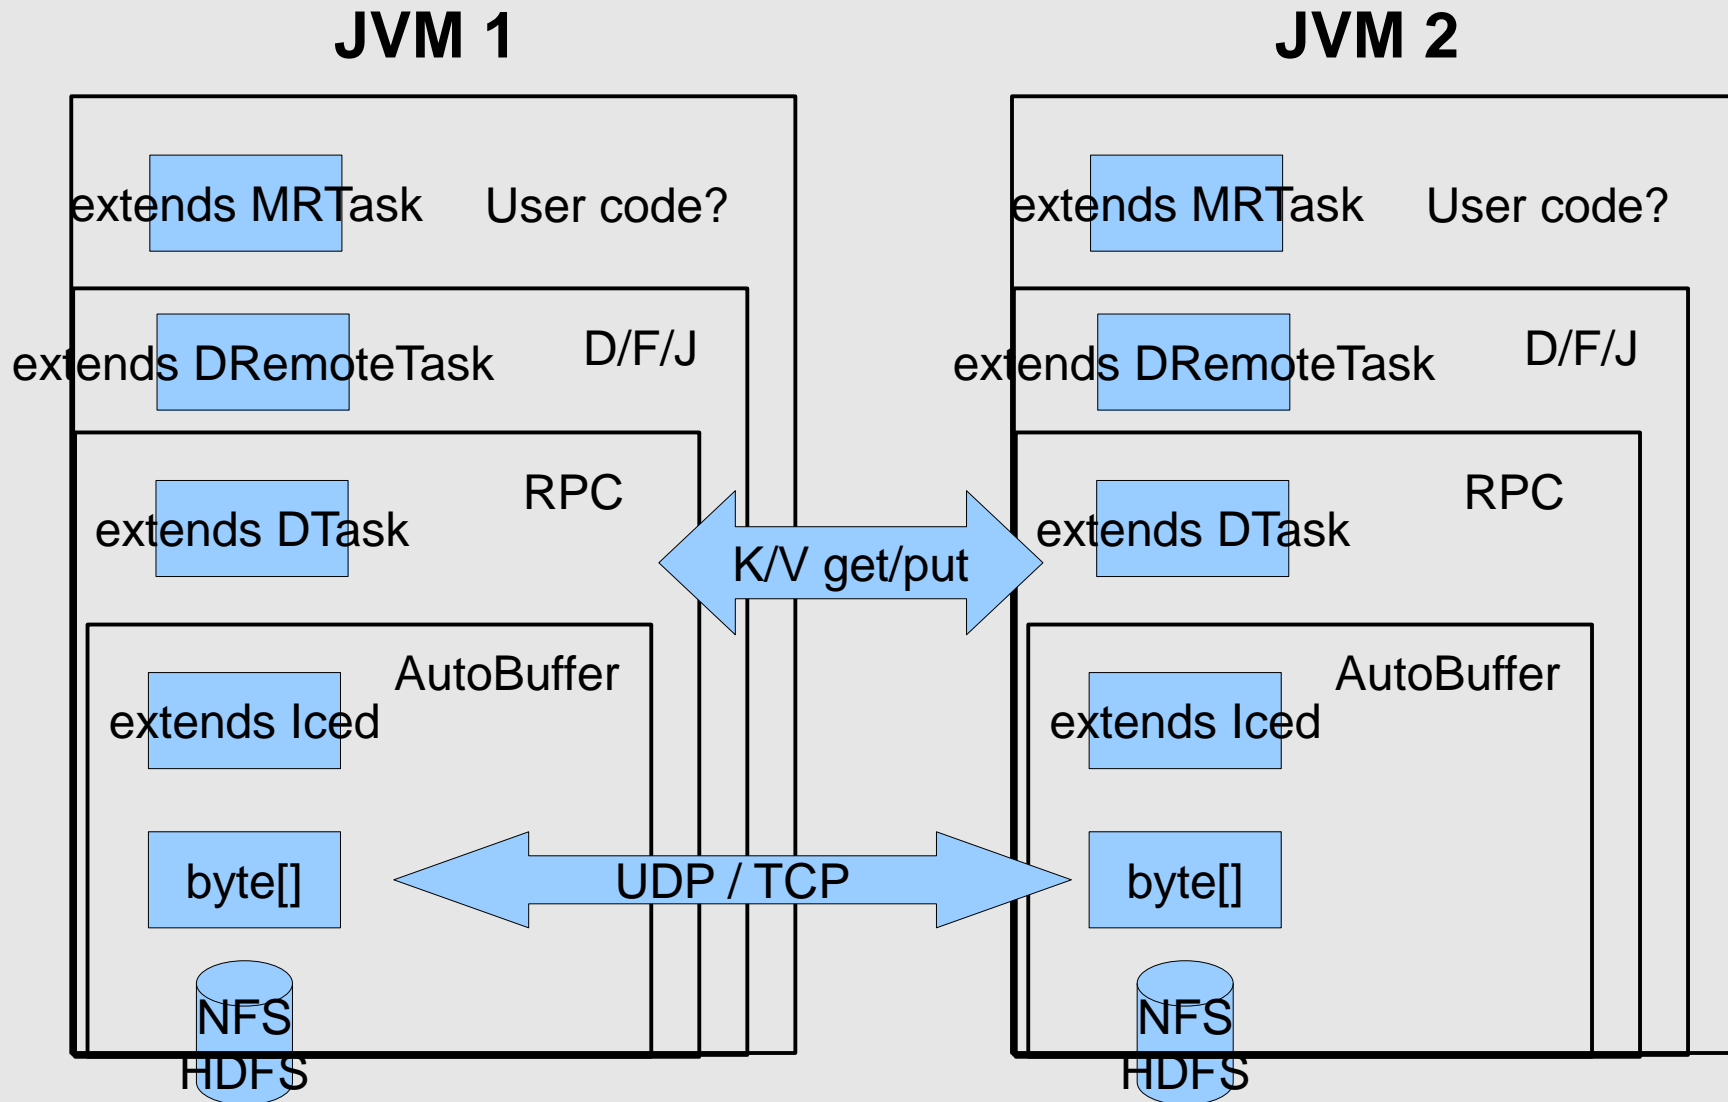 JVM 1
extends MRTask
User code?
extends DRemoteTask
D/F/J
extends DTask
RPC
extends Iced
AutoBuffer
byte[]
NFS
HDFS
K/V get/put
UDP / TCP
JVM 2
extends MRTask
User code?
extends DRemoteTask
D/F/J
extends DTask
RPC
extends Iced
AutoBuffer
byte[]
NFS
HDFS